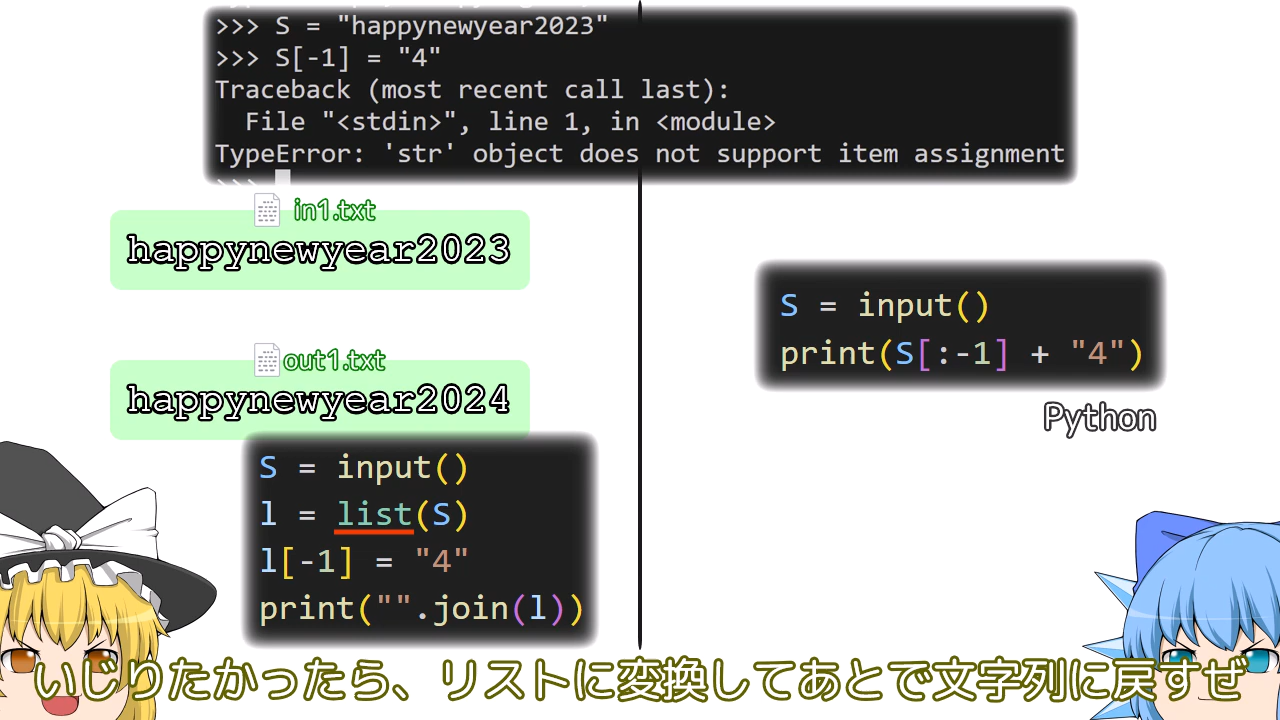 >>> S = "happynewyear2023"
>>> S[-1] = "4"
Traceback (most recent call last):
  File "<stdin>", line 1, in <module>
TypeError: 'str' object does not support item assignment
>>>
in1.txt
happynewyear2023
out1.txt
happynewyear2024
S = input()
l = list(S)
l[-1] = "4"
print("".join(l))
S = input()
print(S[:-1] + "4")
Python
いじりたかったら、リストに変換してあとで文字列に戻すぜ